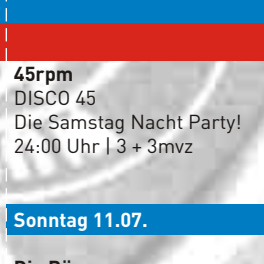 45rpm
DISCO 45
Die Samstag Nacht Party!
24:00 Uhr | 3 + 3mvz
Sonntag 11.07.